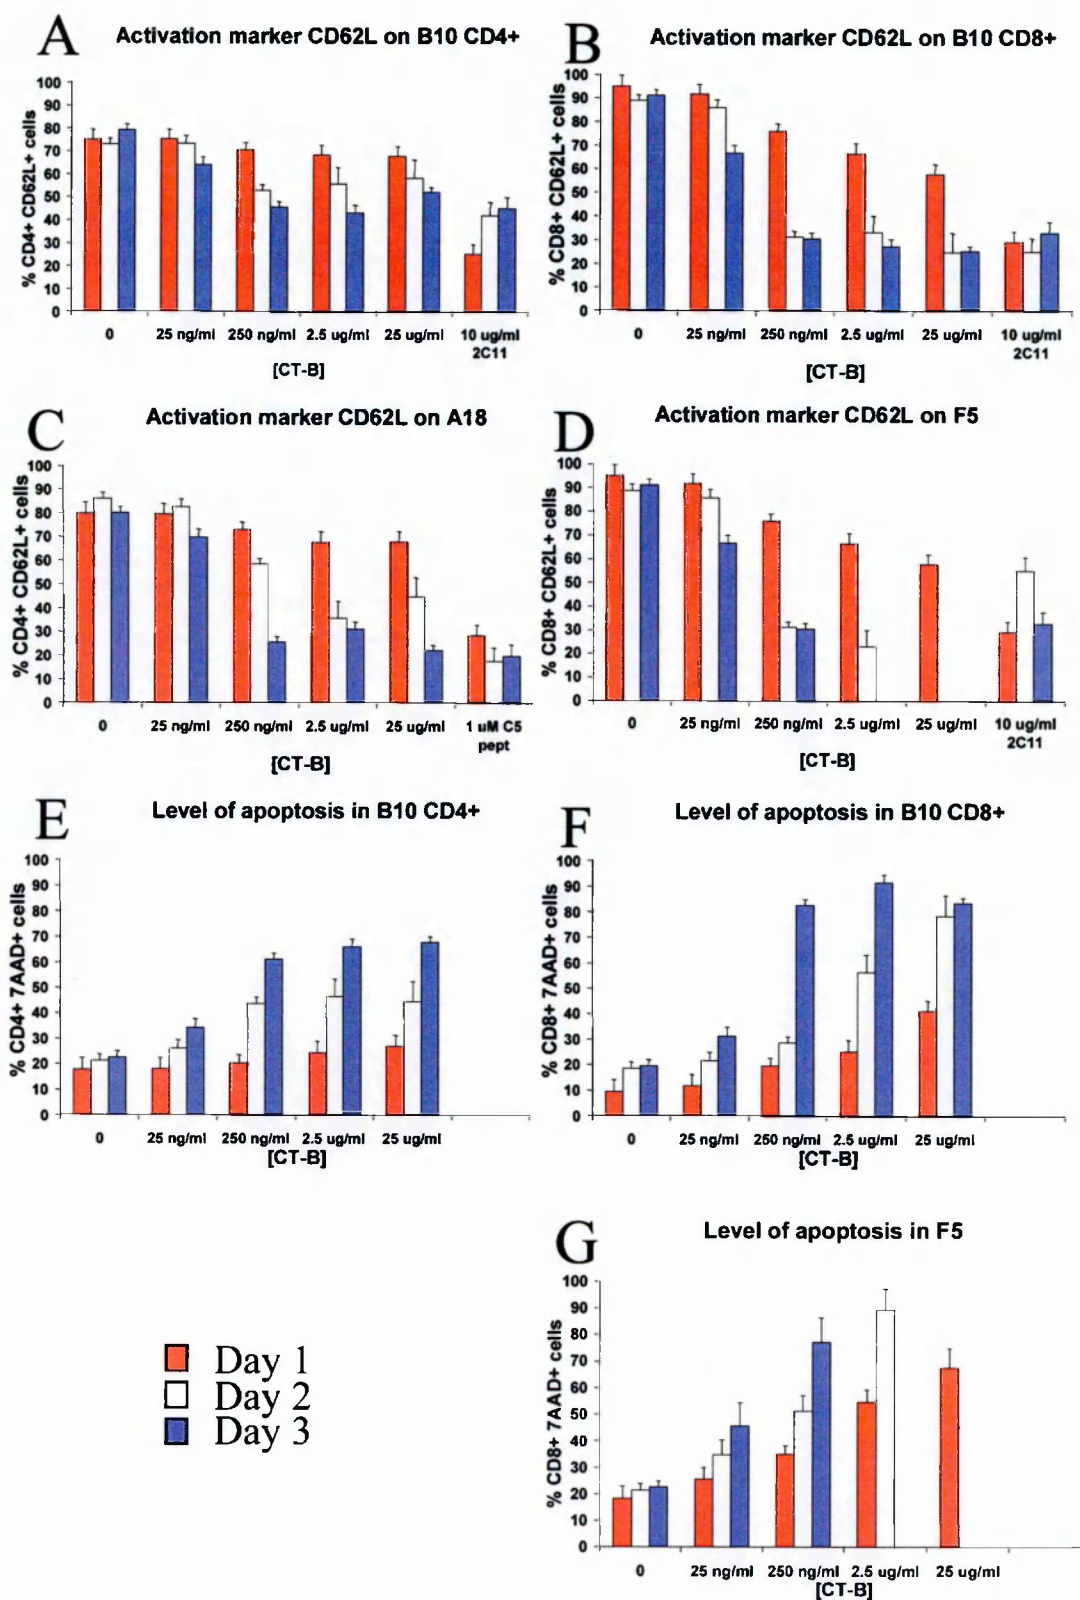 A
Activation marker CD62L on B10 CD4+
% CD4+ CD62L+ cells
100
90
80
70
60
50
40
30
20
10
0
0 25 ng/ml 250 ng/ml 2.5 ug/ml 25 ug/ml 10 ug/ml
2C11
[CT-B]
B
Activation marker CD62L on B10 CD8+
% CD8+ CD62L+ cells
100
90
80
70
60
50
40
30
20
10
0
0 25 ng/ml 250 ng/ml 2.5 ug/ml 25 ug/ml 10 ug/ml
2C11
[CT-B]
C
Activation marker CD62L on A18
% CD4+ CD62L+ cells
100
90
80
70
60
50
40
30
20
10
0
0 25 ng/ml 250 ng/ml 2.5 ug/ml 25 ug/ml 1 uM C5
pept
[CT-B]
D
Activation marker CD62L on F5
% CD8+ CD62L+ cells
100
90
80
70
60
50
40
30
20
10
0
0 25 ng/ml 250 ng/ml 2.5 ug/ml 25 ug/ml 10 ug/ml
2C11
[CT-B]
E
Level of apoptosis in B10 CD4+
% CD4+ 7AAD+ cells
100
90
80
70
60
50
40
30
20
10
0
0 25 ng/ml 250 ng/ml 2.5 ug/ml 25 ug/ml
[CT-B]
F
Level of apoptosis in B10 CD8+
% CD8+ 7AAD+ cells
100
90
80
70
60
50
40
30
20
10
0
0 25 ng/ml 250 ng/ml 2.5 ug/ml 25 ug/ml
[CT-B]
G
Level of apoptosis in F5
% CD8+ 7AAD+ cells
100
90
80
70
60
50
40
30
20
10
0
0 25 ng/ml 250 ng/ml 2.5 ug/ml 25 ug/ml
[CT-B]
Day 1
Day 2
Day 3